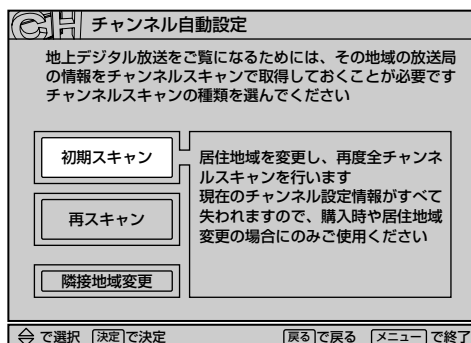 CH チャンネル自動設定
地上デジタル放送をご覧になるためには、その地域の放送局
の情報をチャンネルスキャンで取得しておくことが必要です
チャンネルスキャンの種類を選んでください
初期スキャン
再スキャン
隣接地域変更
居住地域を変更し、再度全チャンネ
ルスキャンを行います
現在のチャンネル設定情報がすべて
失われますので、購入時や居住地域
変更の場合にのみご使用ください
で選択 決定で決定 戻るで戻る メニューで終了